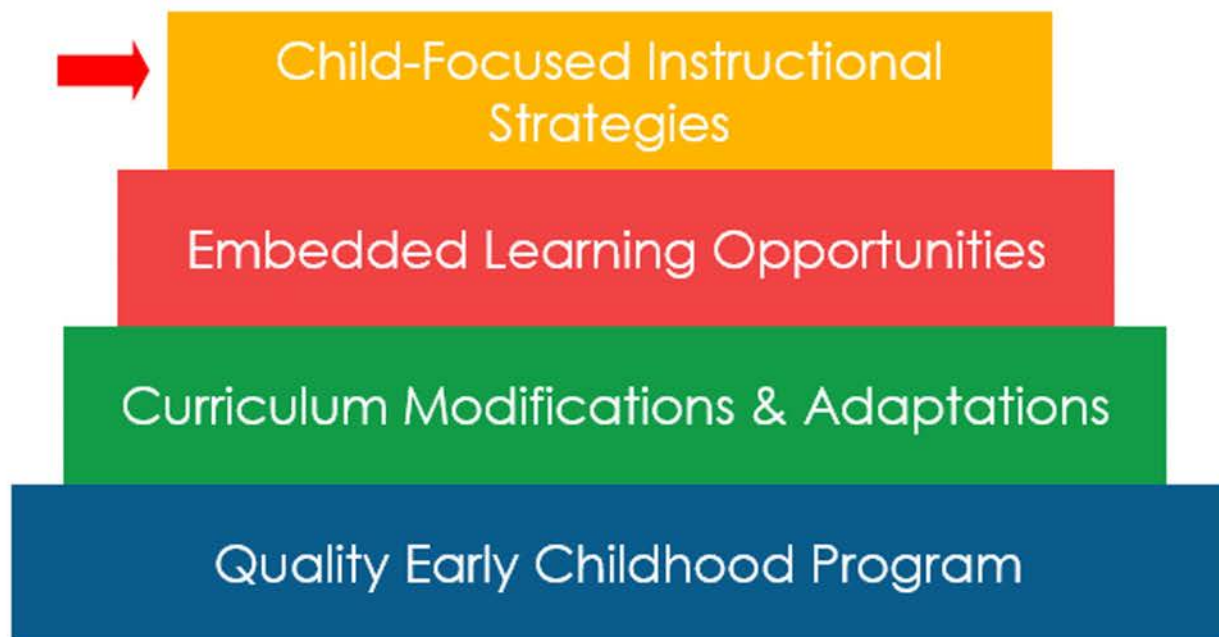 Child-Focused Instructional
Strategies
Embedded Learning Opportunities
Curriculum Modifications & Adaptations
Quality Early Childhood Program